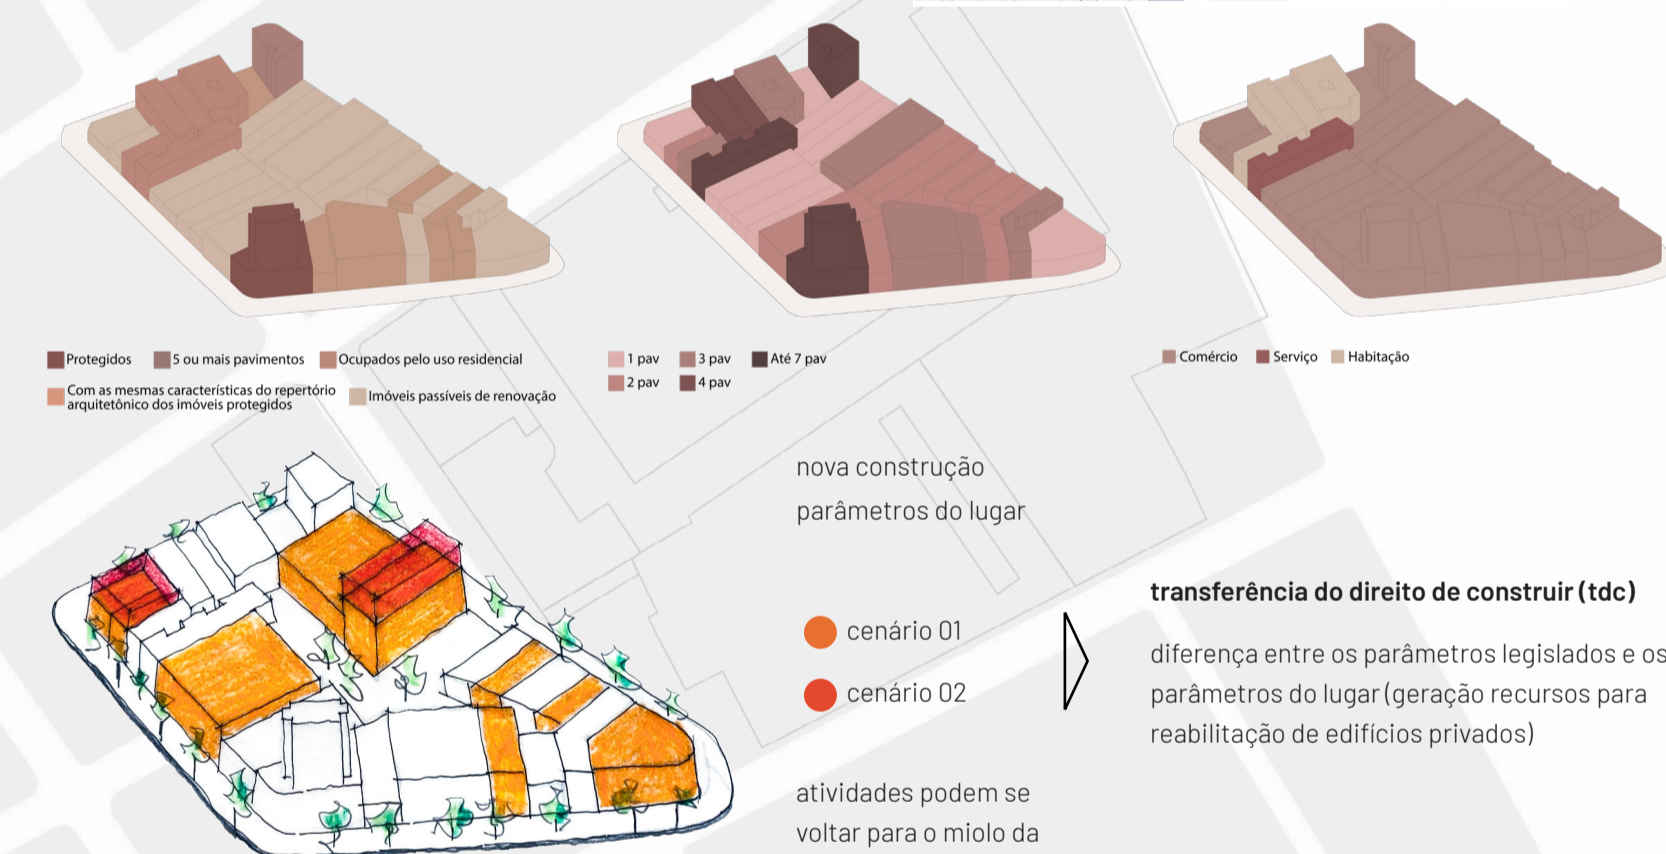 Protegidos
5 ou mais pavimentos
Ocupados pelo uso residencial
Com as mesmas características do repertório
arquitetônico dos imóveis protegidos
Imóveis passíveis de renovação
1 pav
3 pav
Até 7 pav
2 pav
4 pav
Comércio
Serviço
Habitação
nova construção
parâmetros do lugar
cenário 01
cenário 02
transferência do direito de construir (tdc)
diferença entre os parâmetros legislados e os
parâmetros do lugar (geração recursos para
reabilitação de edifícios privados)
atividades podem se
voltar para o miolo da